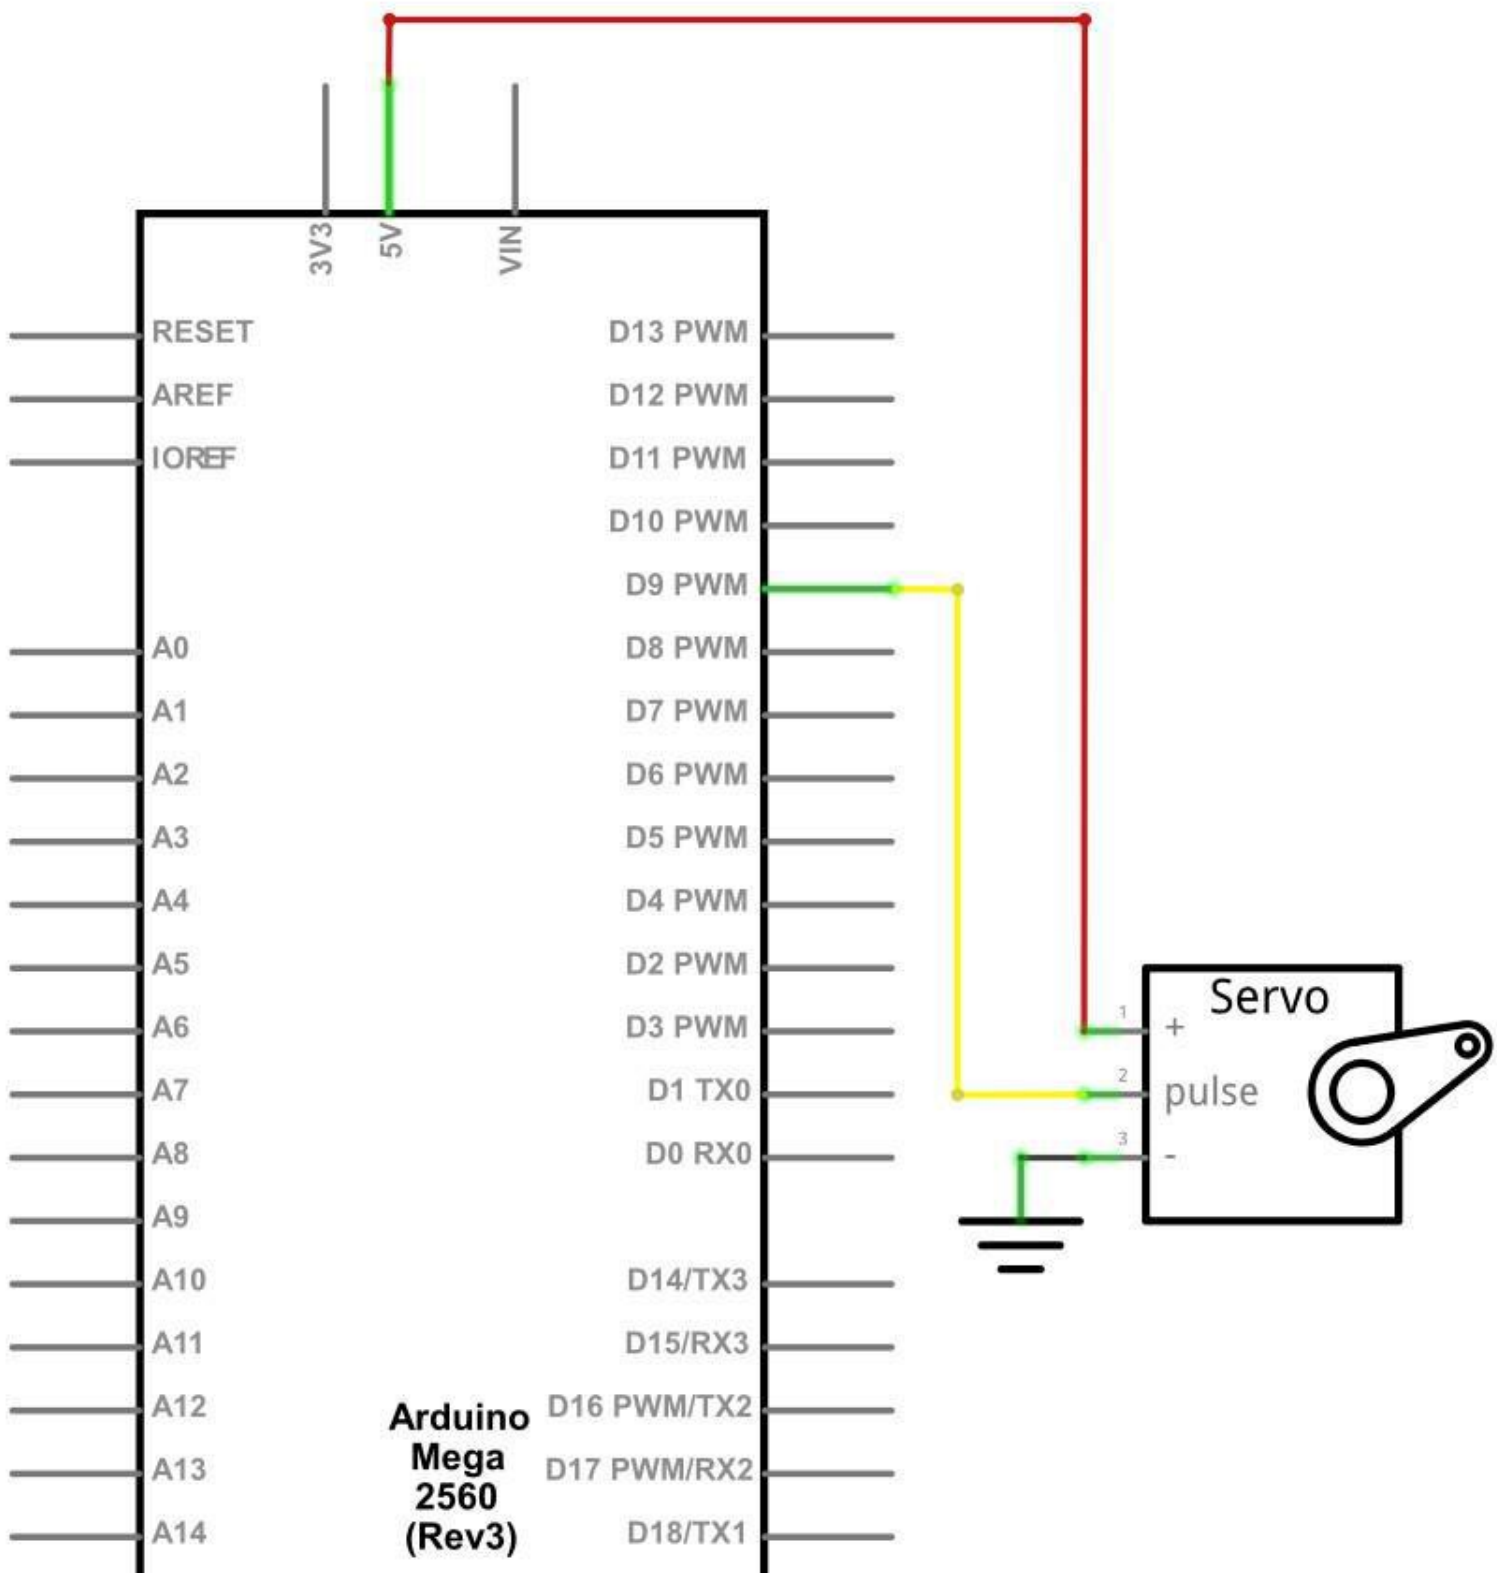 3V3
5V
VIN
RESET
D13 PWM
AREF
D12 PWM
IOREF
D11 PWM
D10 PWM
D9 PWM
A0
D8 PWM
A1
D7 PWM
A2
D6 PWM
A3
D5 PWM
A4
D4 PWM
A5
D2 PWM
A6
D3 PWM
A7
D1 TX0
A8
D0 RX0
A9
A10
D14/TX3
A11
D15/RX3
A12
D16 PWM/TX2
A13
D17 PWM/RX2
A14
D18/TX1
Arduino
Mega
2560
(Rev3)
Servo
1
+
2
pulse
3
-